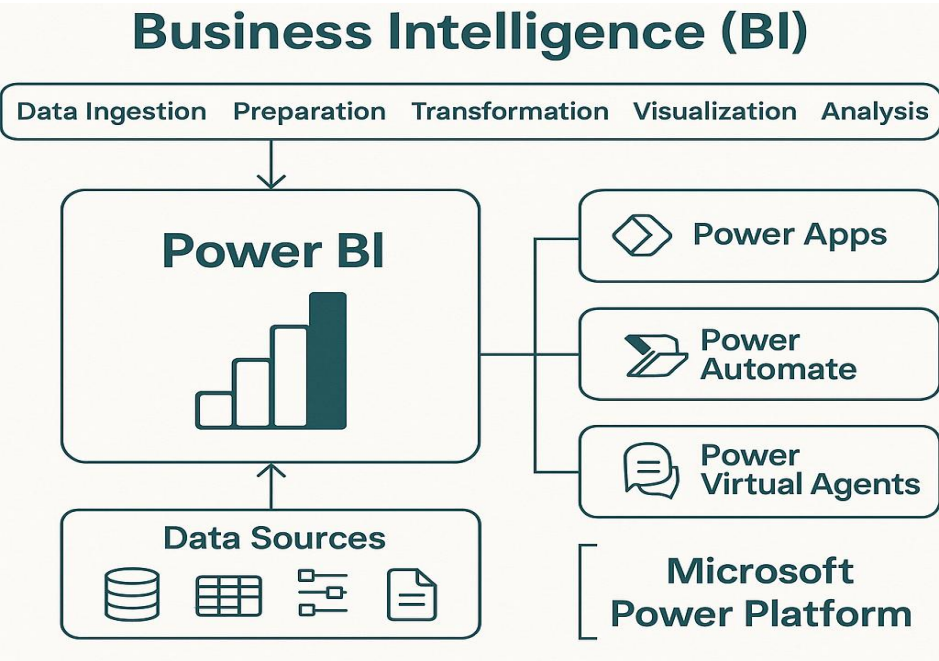 Business Intelligence (BI)
Data Ingestion Preparation Transformation Visualization Analysis
Power BI
Power Apps
Power
Automate
Power
Virtual Agents
Data Sources
Microsoft
Power Platform